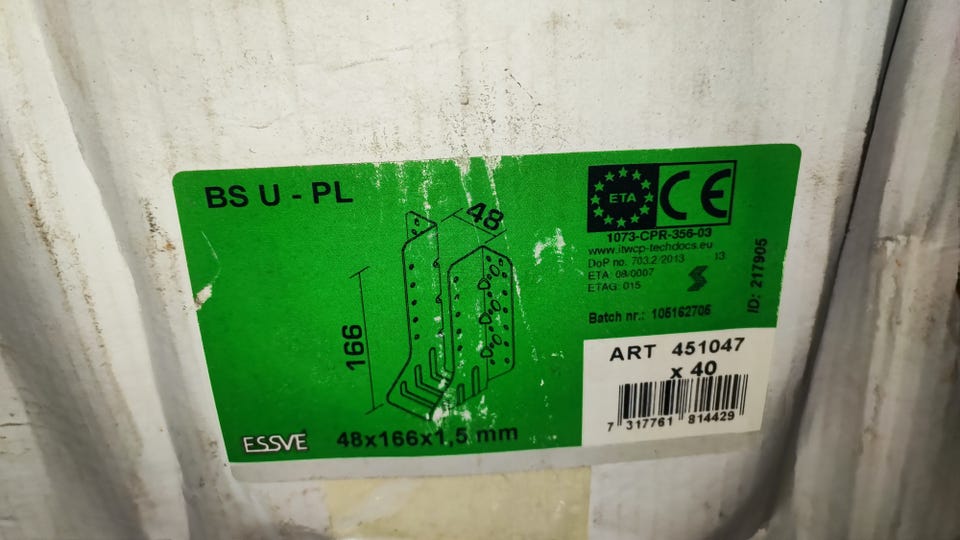 BS U - PL
48
166
ESSVE
48x166x1,5 mm
ETA CE
1073-CPR-356-03
www.itwcp-techdocs.eu
DoP no. 703.2/2013 13
ETA: 08/0007
ETAG: 015
Batch nr.: 105162705
ID: 217905
ART 451047
x 40
7 317761 814429